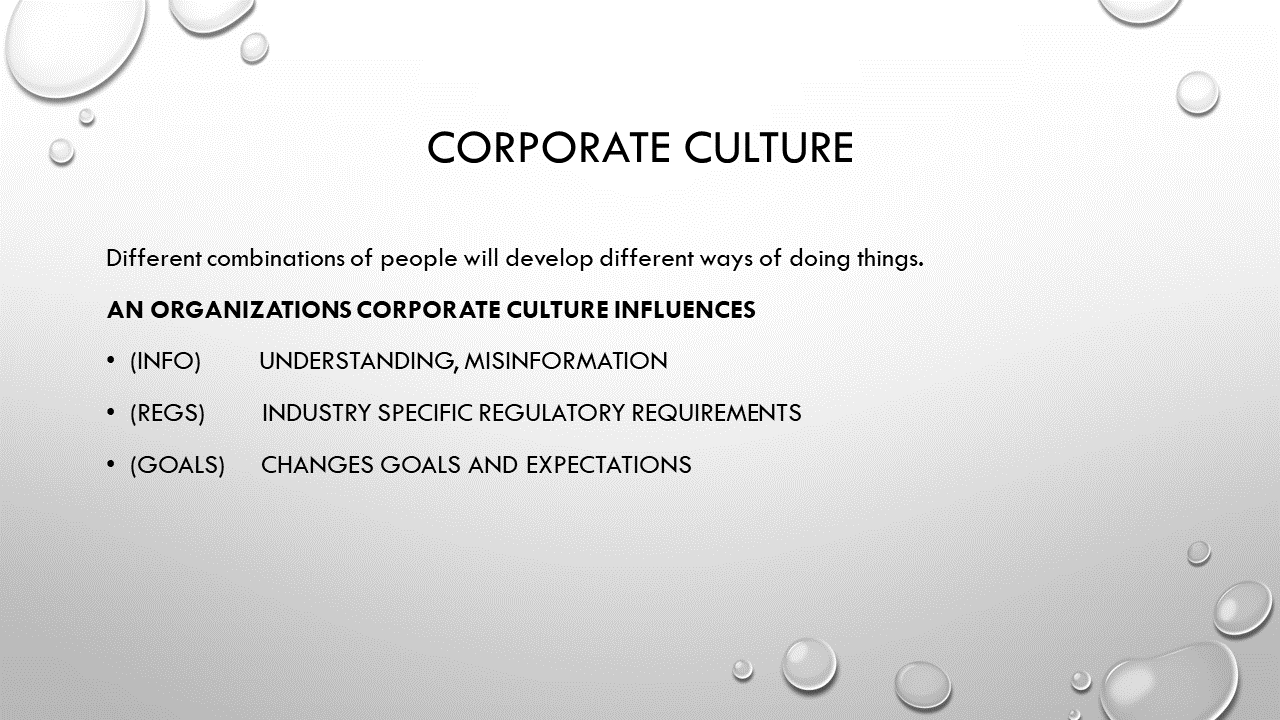 CORPORATE CULTURE
Different combinations of people will develop different ways of doing things.
AN ORGANIZATIONS CORPORATE CULTURE INFLUENCES
• (INFO) UNDERSTANDING, MISINFORMATION
• (REGS) INDUSTRY SPECIFIC REGULATORY REQUIREMENTS
• (GOALS) CHANGES GOALS AND EXPECTATIONS